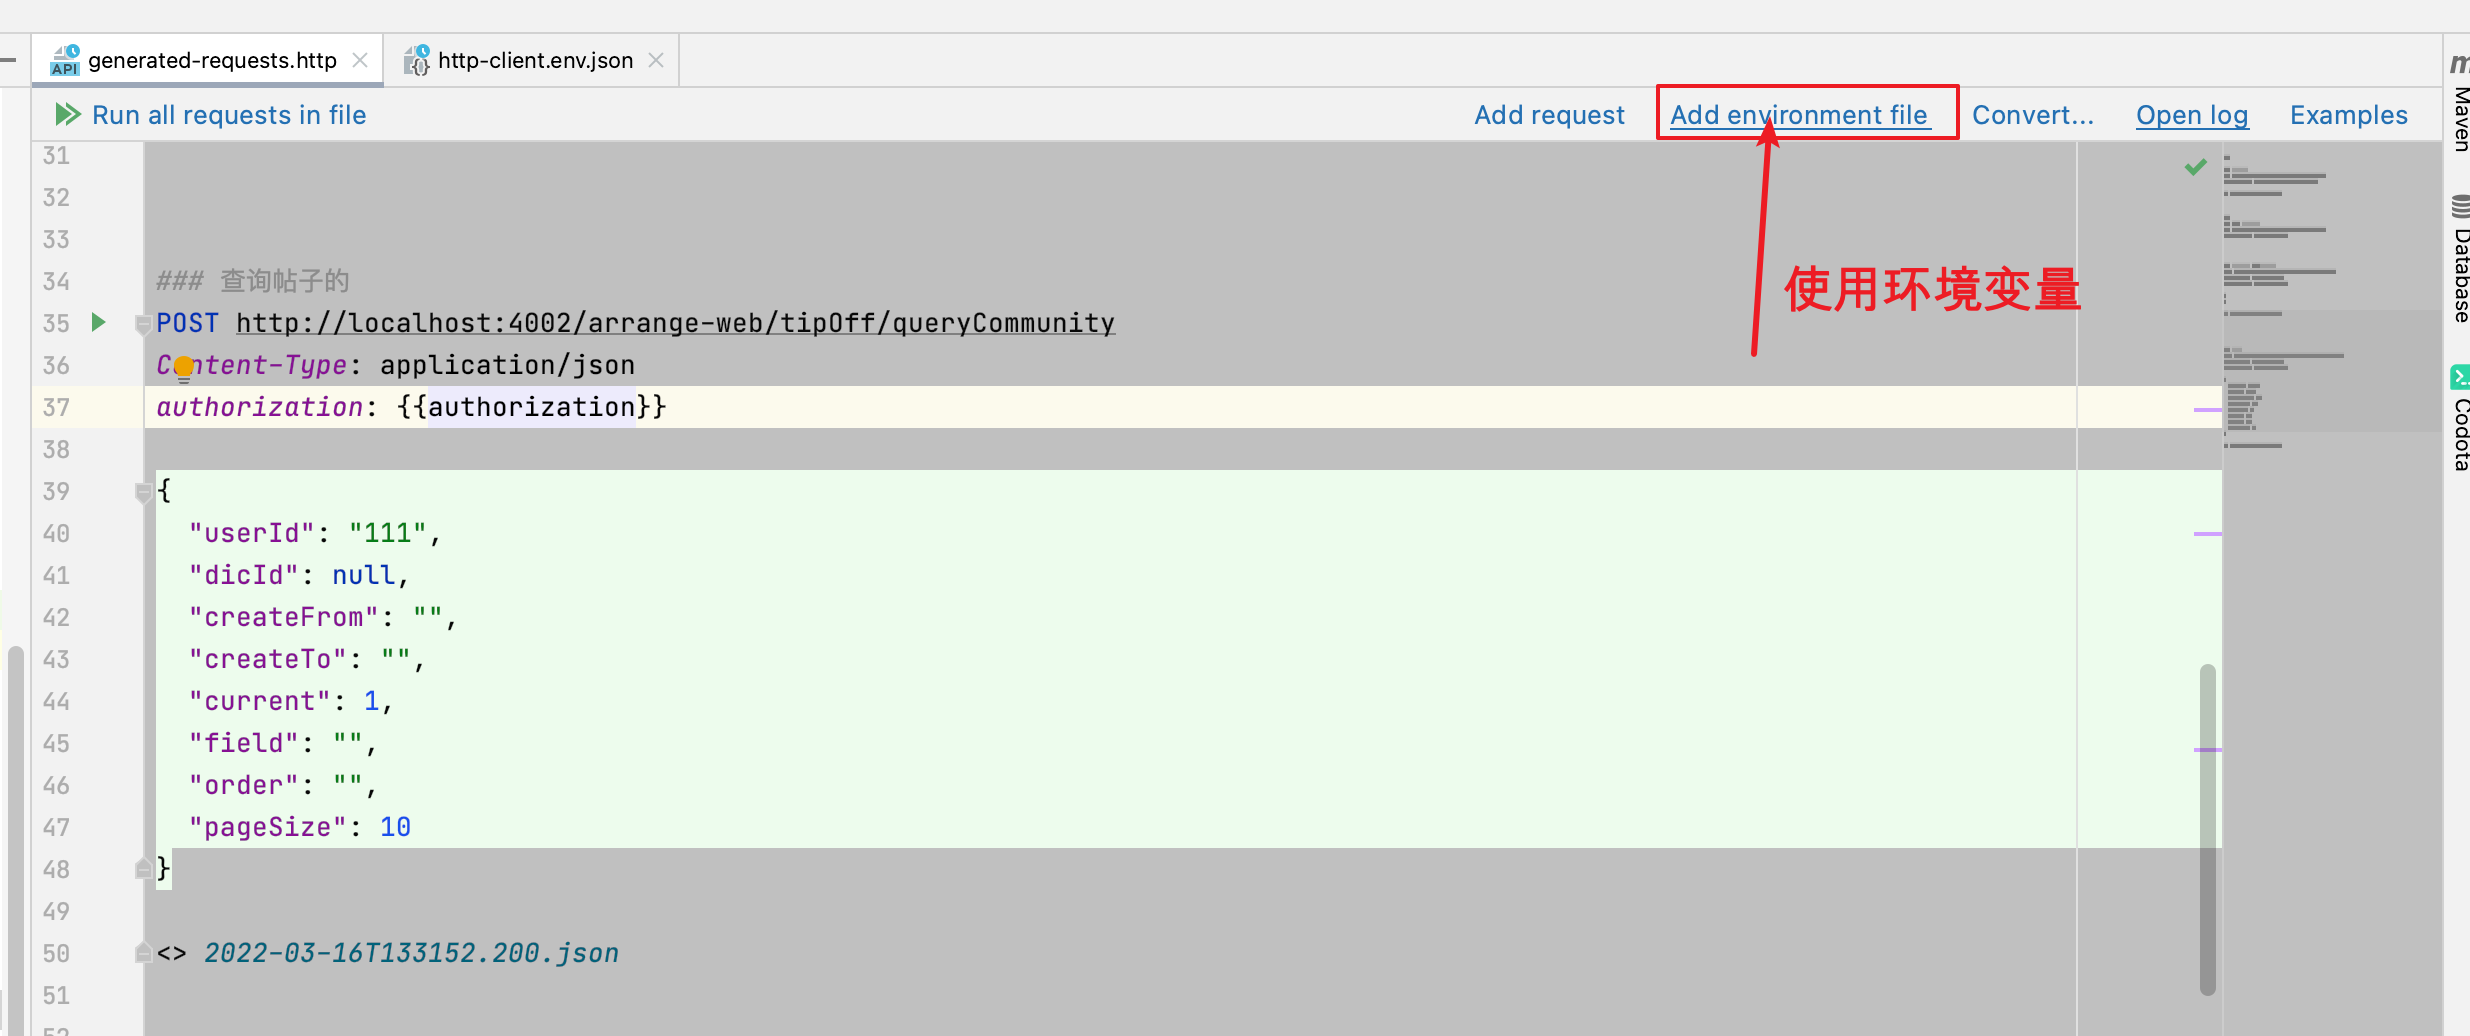 generated-requests.http
http-client.env.json
Run all requests in file
Add request
Add environment file
Convert...
Open log
Examples
31
32
33
34 ### 查询帖子的
35 POST http://localhost:4002/arrange-web/tipOff/queryCommunity
36 Content-Type: application/json
37 authorization: {{authorization}}
38
39 {
40 "userId": "111",
41 "dicId": null,
42 "createFrom": "",
43 "createTo": "",
44 "current": 1,
45 "field": "",
46 "order": "",
47 "pageSize": 10
48 }
49
50 <> 2022-03-16T133152.200.json
51
52
使用环境变量
API
Maven
Database
Codota